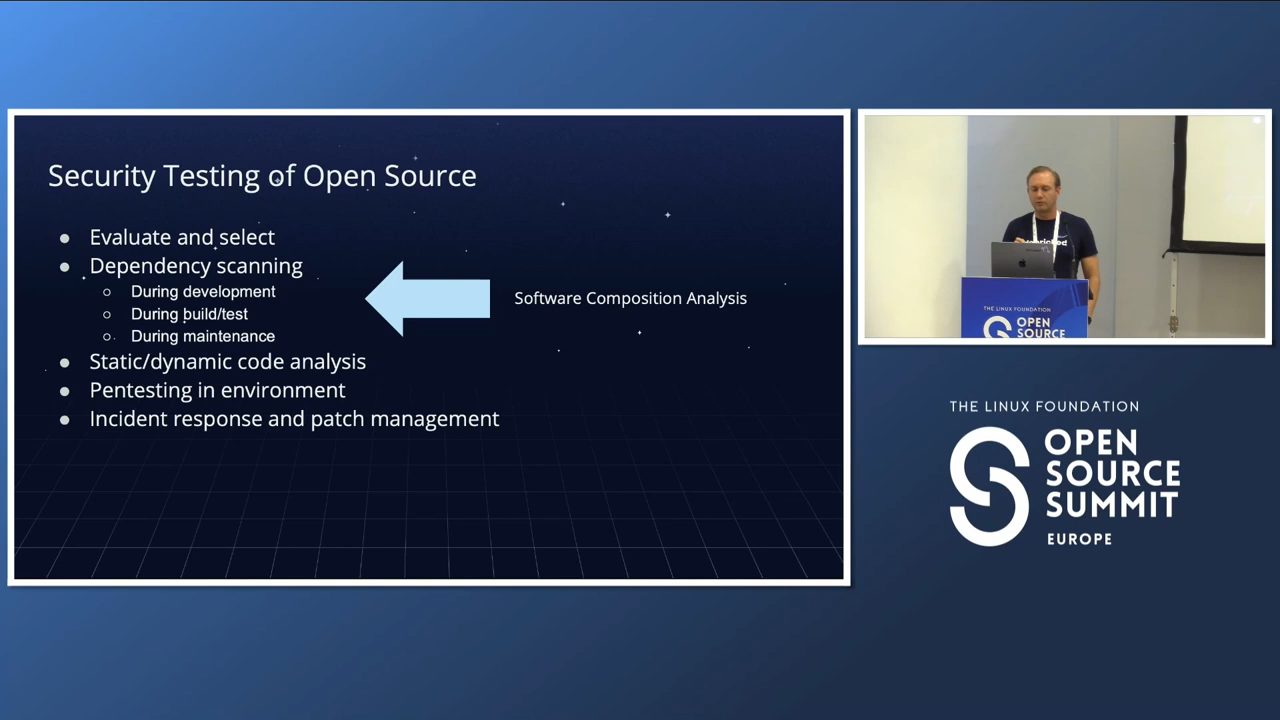 Security Testing of Open Source
Evaluate and select
Dependency scanning
During development
During build/test
During maintenance
Static/dynamic code analysis
Pentesting in environment
Incident response and patch management
Software Composition Analysis
THE LINUX FOUNDATION
OPEN
SOURCE
THE LINUX FOUNDATION
OPEN
SOURCE
SUMMIT
EUROPE